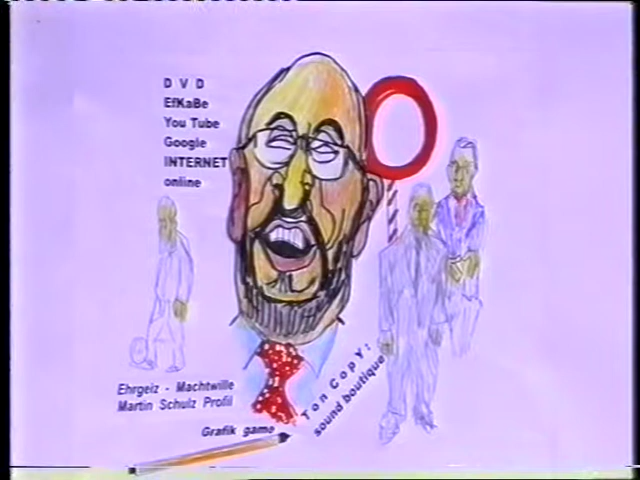 D V D
EfKaBe
You Tube
Google
INTERNET
online
Ehrgeiz - Machtwille
Martin Schulz Profil
Grafik game
Ton Copy:
sound boutique